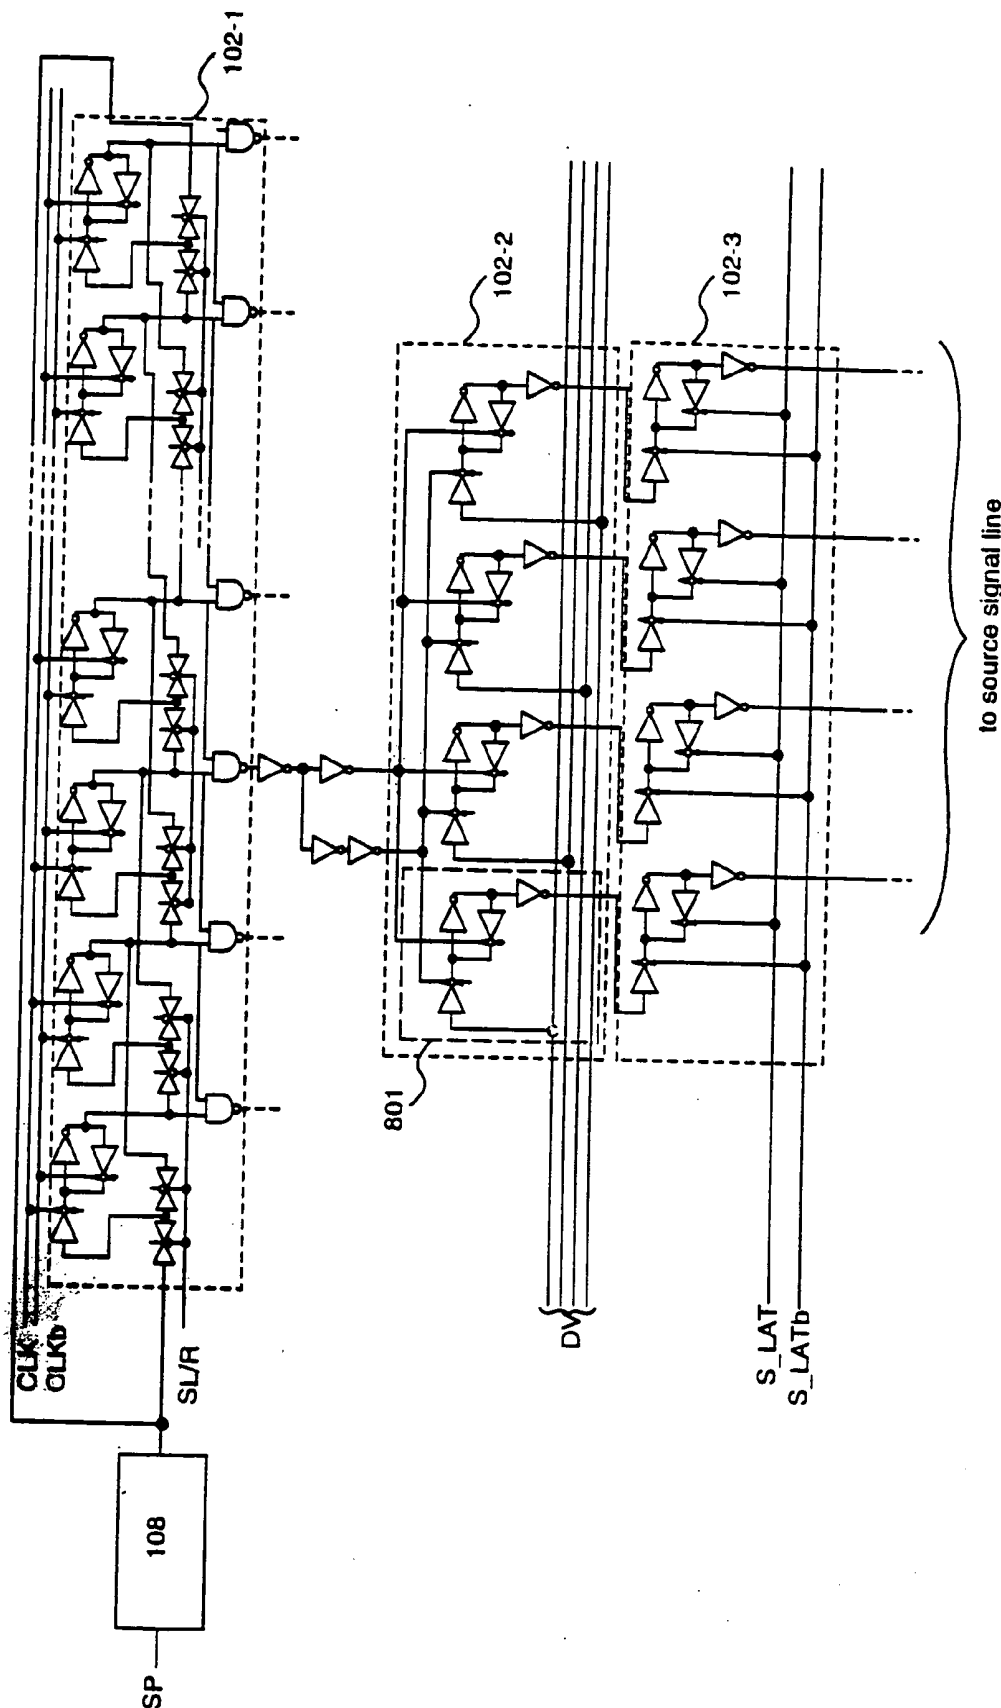 SP
108
CLK
CLKb
SL/R
102-1
102-2
801
DV
102-3
S_LAT
S_LATb
to source signal line